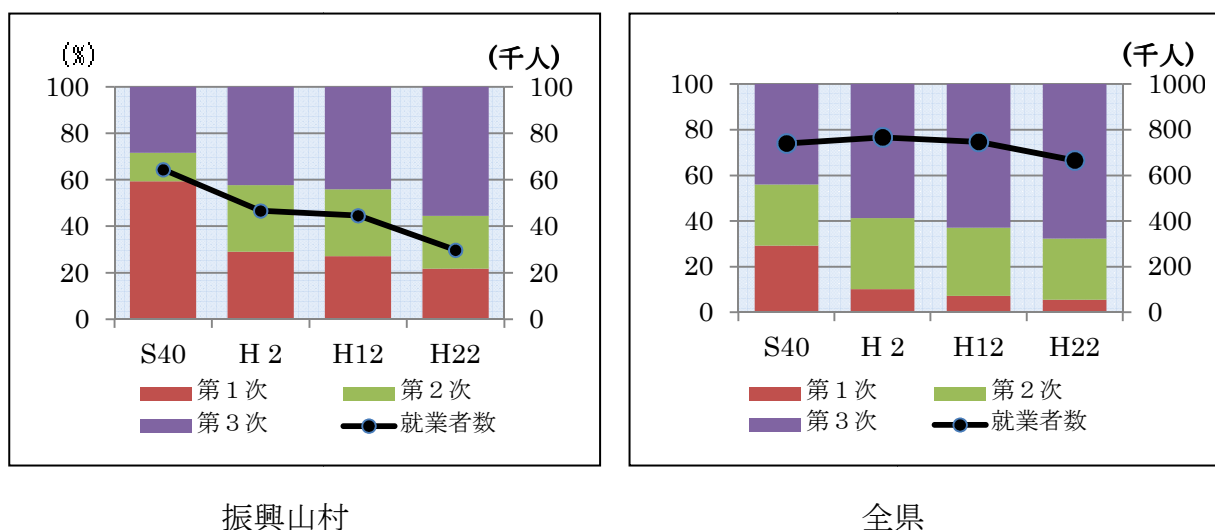 (%) (千人)
100 100
80 80
60 60
40 40
20 20
0 0
S40 H 2 H12 H22
第１次 第２次
第３次 就業者数
振興山村
(千人)
100 1000
80 800
60 600
40 400
20 200
0 0
S40 H 2 H12 H22
第１次 第２次
第３次 就業者数
全県